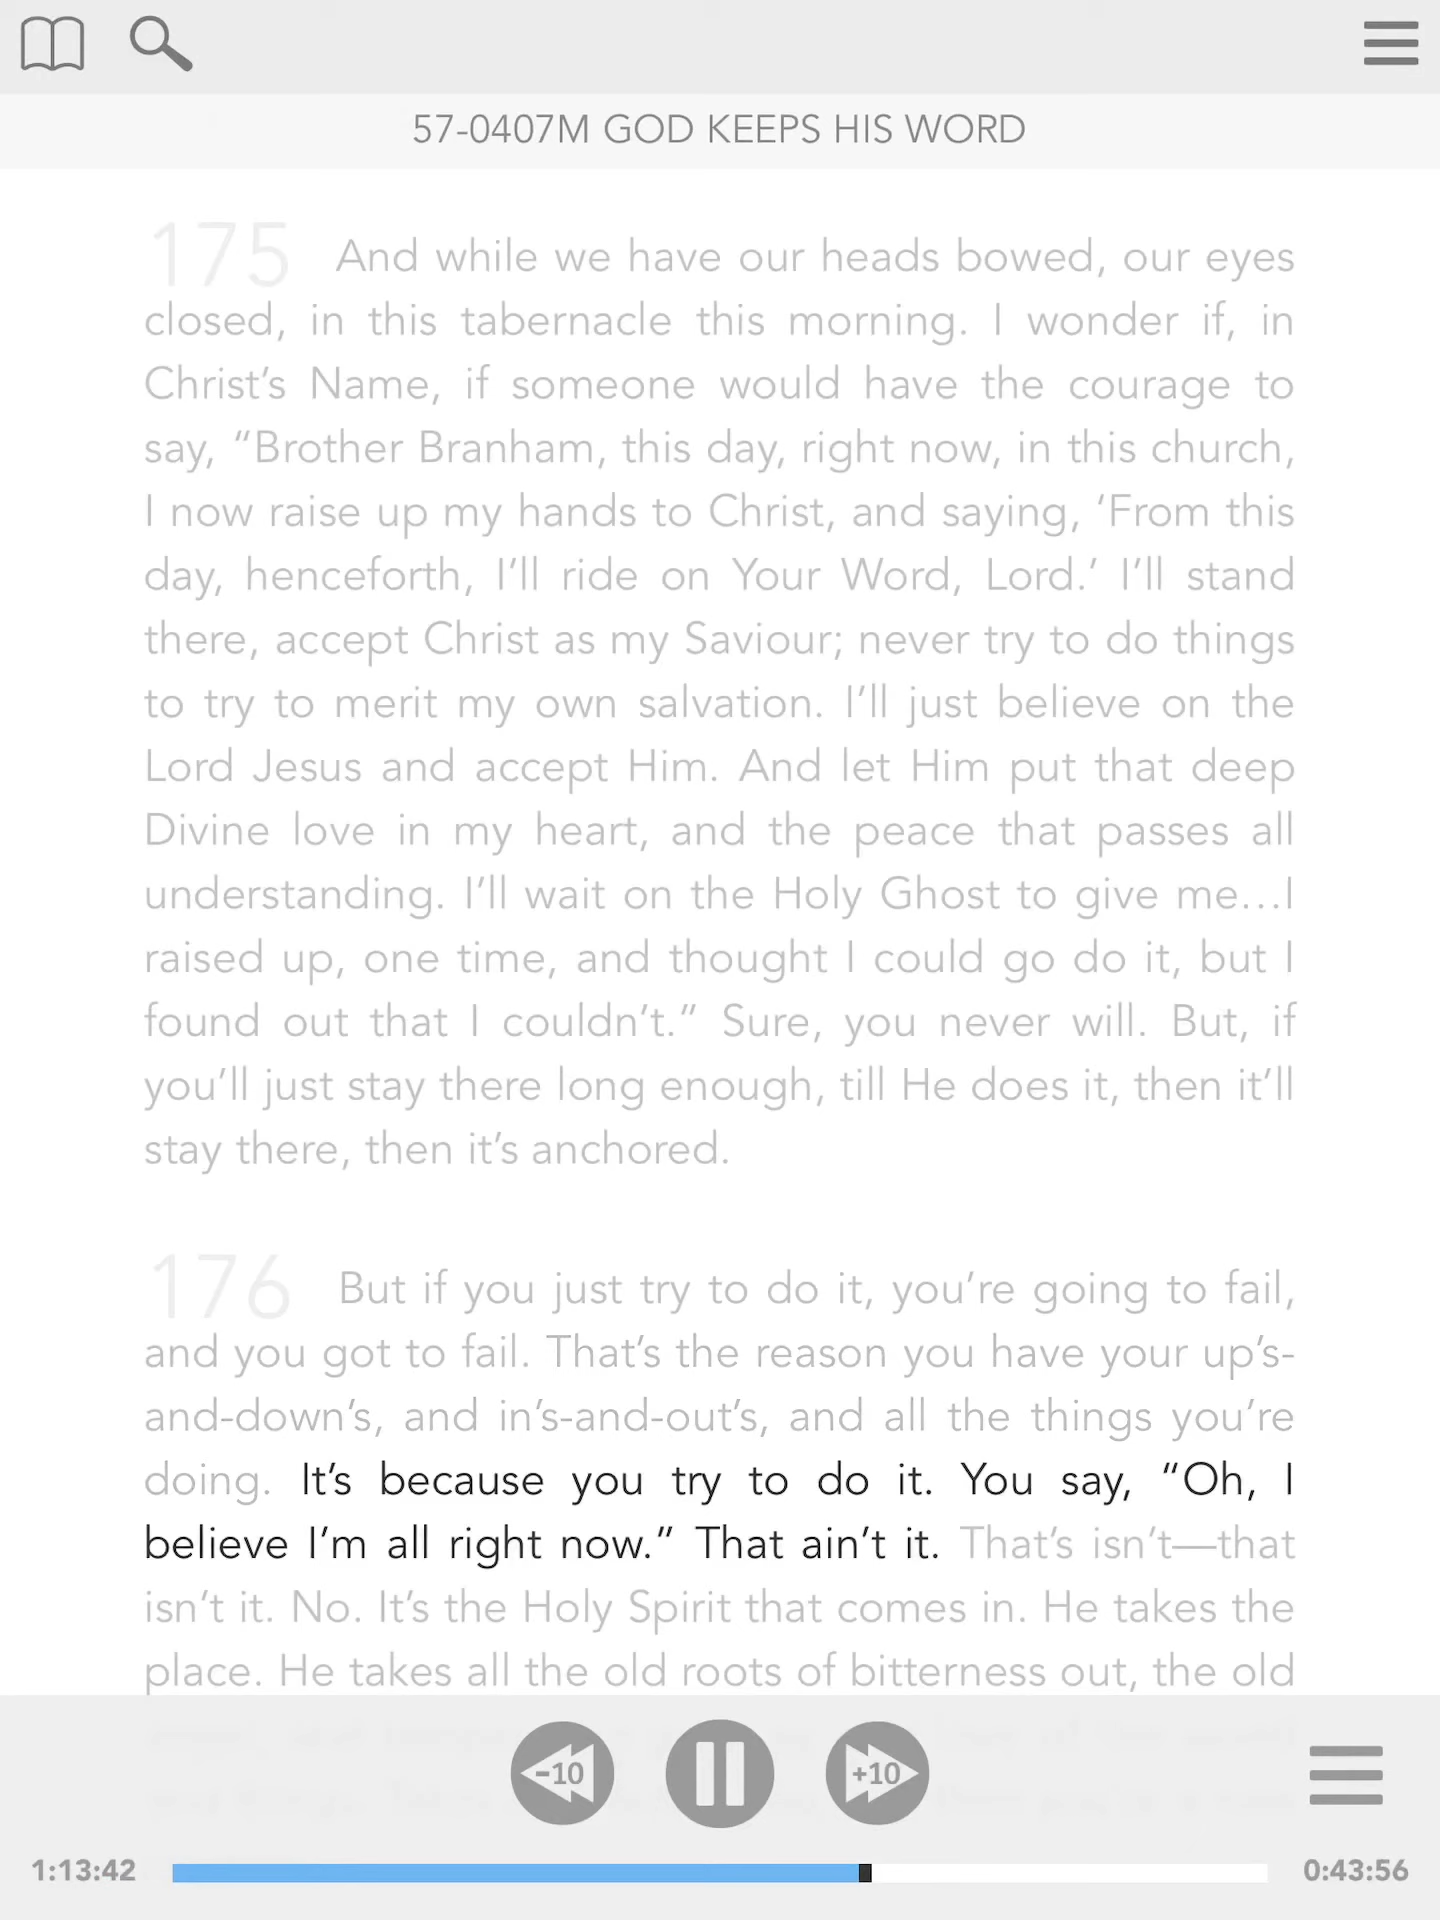 57-0407M GOD KEEPS HIS WORD
175 And while we have our heads bowed, our eyes
closed, in this tabernacle this morning. I wonder if, in
Christ’s Name, if someone would have the courage to
say, “Brother Branham, this day, right now, in this church,
I now raise up my hands to Christ, and saying, ‘From this
day, henceforth, I’ll ride on Your Word, Lord.’ I’ll stand
there, accept Christ as my Saviour; never try to do things
to try to merit my own salvation. I’ll just believe on the
Lord Jesus and accept Him. And let Him put that deep
Divine love in my heart, and the peace that passes all
understanding. I’ll wait on the Holy Ghost to give me…I
raised up, one time, and thought I could go do it, but I
found out that I couldn’t.” Sure, you never will. But, if
you’ll just stay there long enough, till He does it, then it’ll
stay there, then it’s anchored.
176 But if you just try to do it, you’re going to fail,
and you got to fail. That’s the reason you have your up’s-
and-down’s, and in’s-and-out’s, and all the things you’re
doing. It’s because you try to do it. You say, “Oh, I
believe I’m all right now.” That ain’t it. That’s isn’t—that
isn’t it. No. It’s the Holy Spirit that comes in. He takes the
place. He takes all the old roots of bitterness out, the old
-10 +10
1:13:42 0:43:56